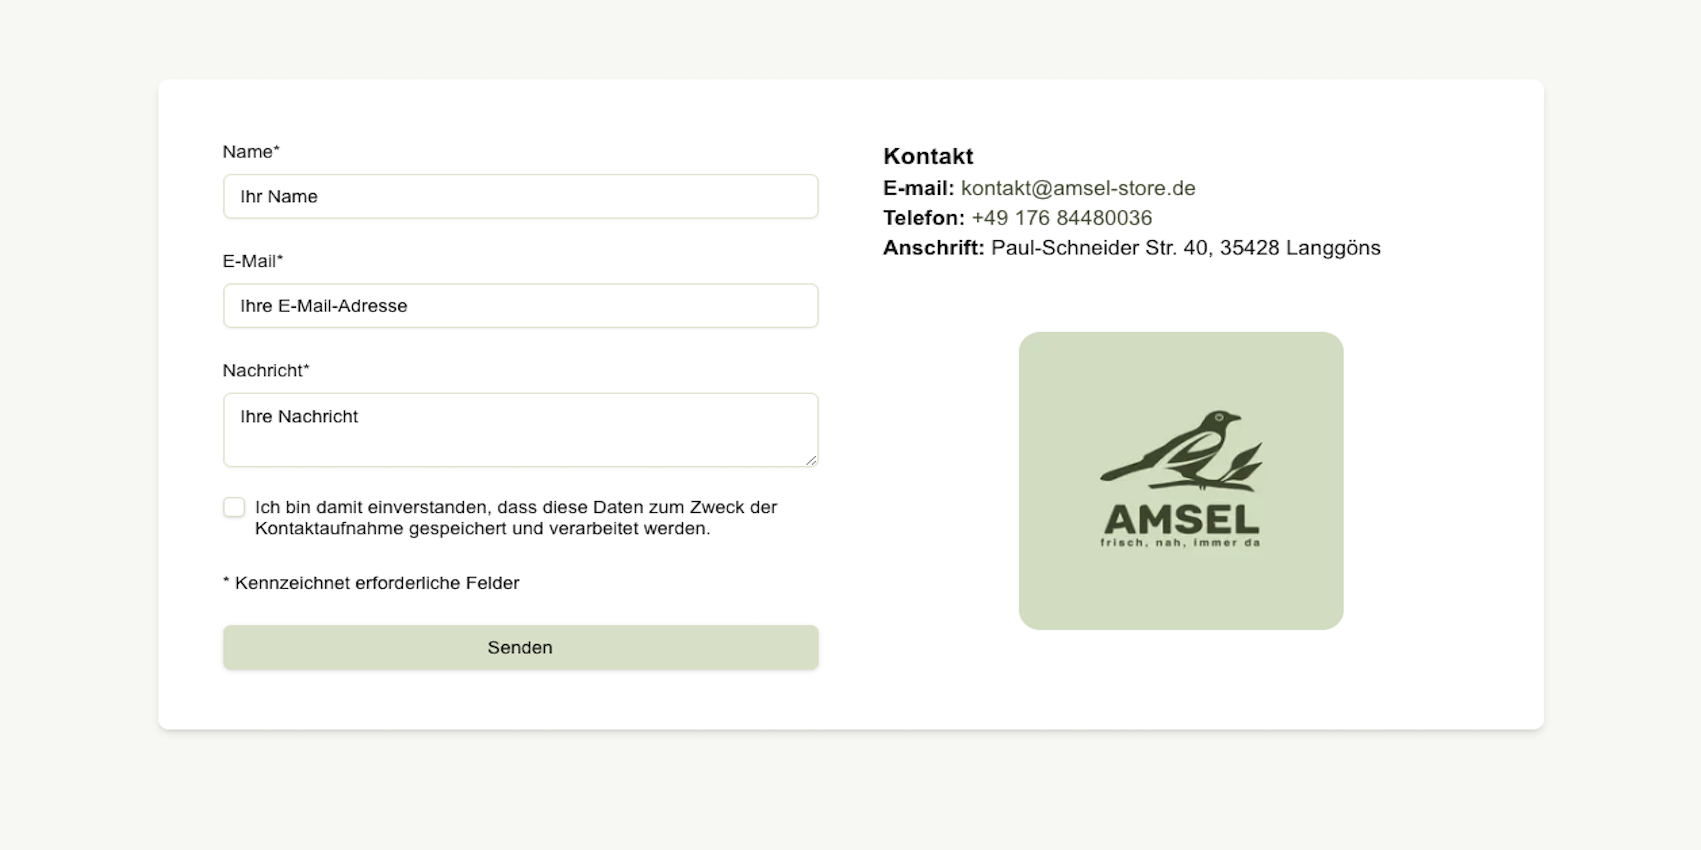 Name*
Ihr Name
E-Mail*
Ihre E-Mail-Adresse
Nachricht*
Ihre Nachricht
Ich bin damit einverstanden, dass diese Daten zum Zweck der
Kontaktaufnahme gespeichert und verarbeitet werden.
* Kennzeichnet erforderliche Felder
Senden
Kontakt
E-mail: kontakt@amsel-store.de
Telefon: +49 176 84480036
Anschrift: Paul-Schneider Str. 40, 35428 Langgöns
AMSEL
frisch, nah, immer da